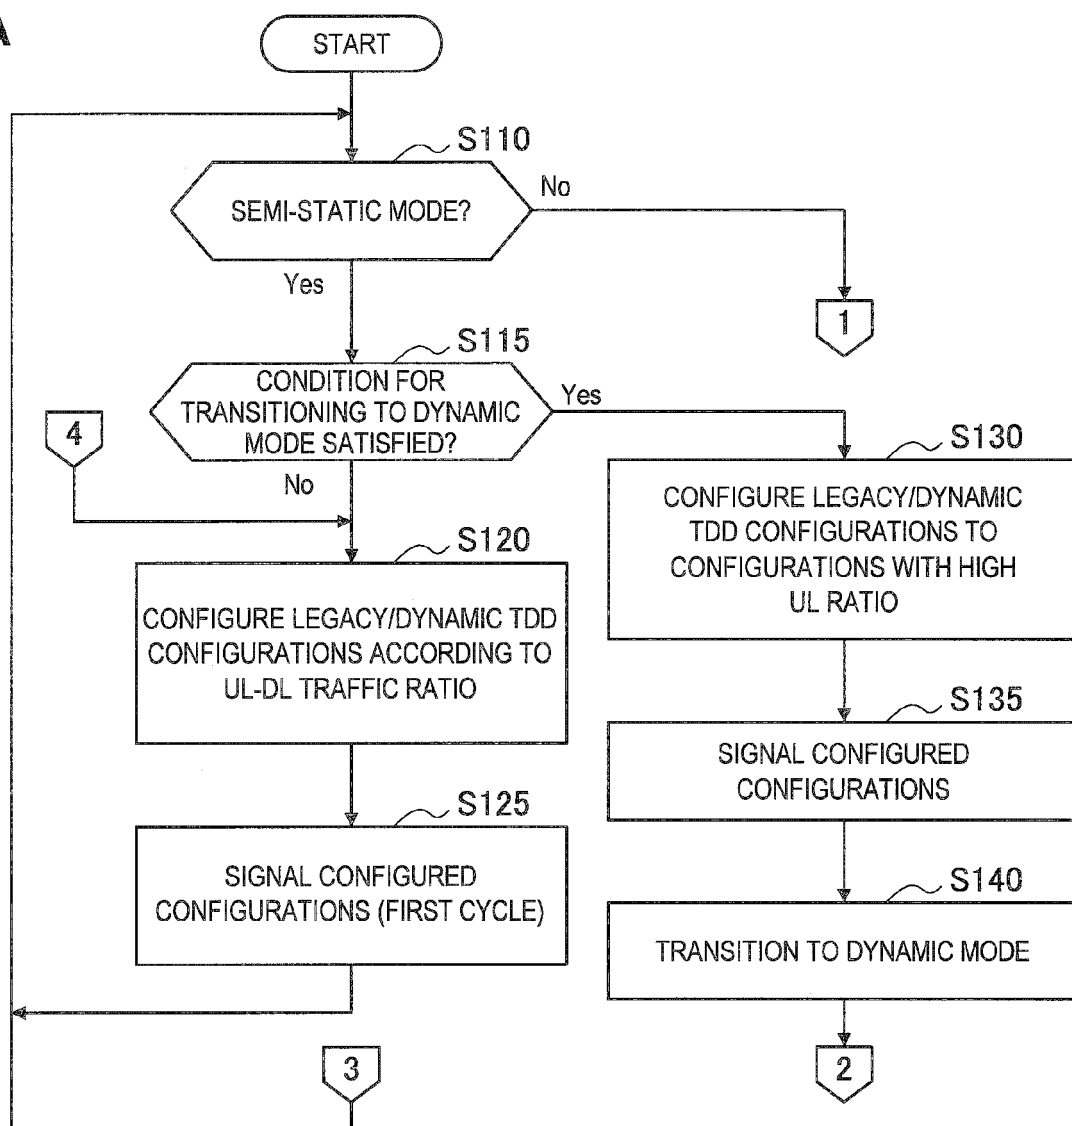 A
START
S110
SEMI-STATIC MODE?
No
Yes
1
S115
CONDITION FOR
TRANSITIONING TO DYNAMIC
MODE SATISFIED?
Yes
4
No
S130
CONFIGURE LEGACY/DYNAMIC
TDD CONFIGURATIONS TO
CONFIGURATIONS WITH HIGH
UL RATIO
S120
CONFIGURE LEGACY/DYNAMIC TDD
CONFIGURATIONS ACCORDING TO
UL-DL TRAFFIC RATIO
S135
SIGNAL CONFIGURED
CONFIGURATIONS
S125
SIGNAL CONFIGURED
CONFIGURATIONS (FIRST CYCLE)
S140
TRANSITION TO DYNAMIC MODE
3
2